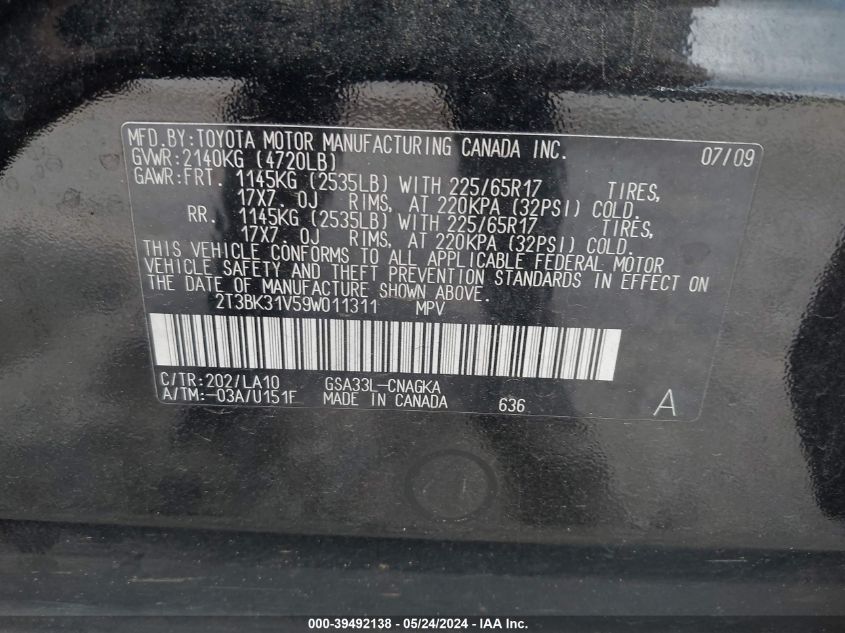 MFD.BY:TOYOTA MOTOR MANUFACTURING CANADA INC. 07/09
GVWR:2140KG (4720LB)
GAWR:FRT. 1145KG (2535LB) WITH 225/65R17 TIRES,
17X7.0J RIMS, AT 220KPA (32PSI) COLD.
RR. 1145KG (2535LB) WITH 225/65R17 TIRES,
17X7.0J RIMS, AT 220KPA (32PSI) COLD.
THIS VEHICLE CONFORMS TO ALL APPLICABLE FEDERAL MOTOR
VEHICLE SAFETY AND THEFT PREVENTION STANDARDS IN EFFECT ON
THE DATE OF MANUFACTURE SHOWN ABOVE.
2T3BK31V59W011311 MPV
C/TR:202/LA10 GSA33L-CNAGKA
A/TM:-03A/U151F MADE IN CANADA 636 A
000-39492138 - 05/24/2024 - IAA Inc.